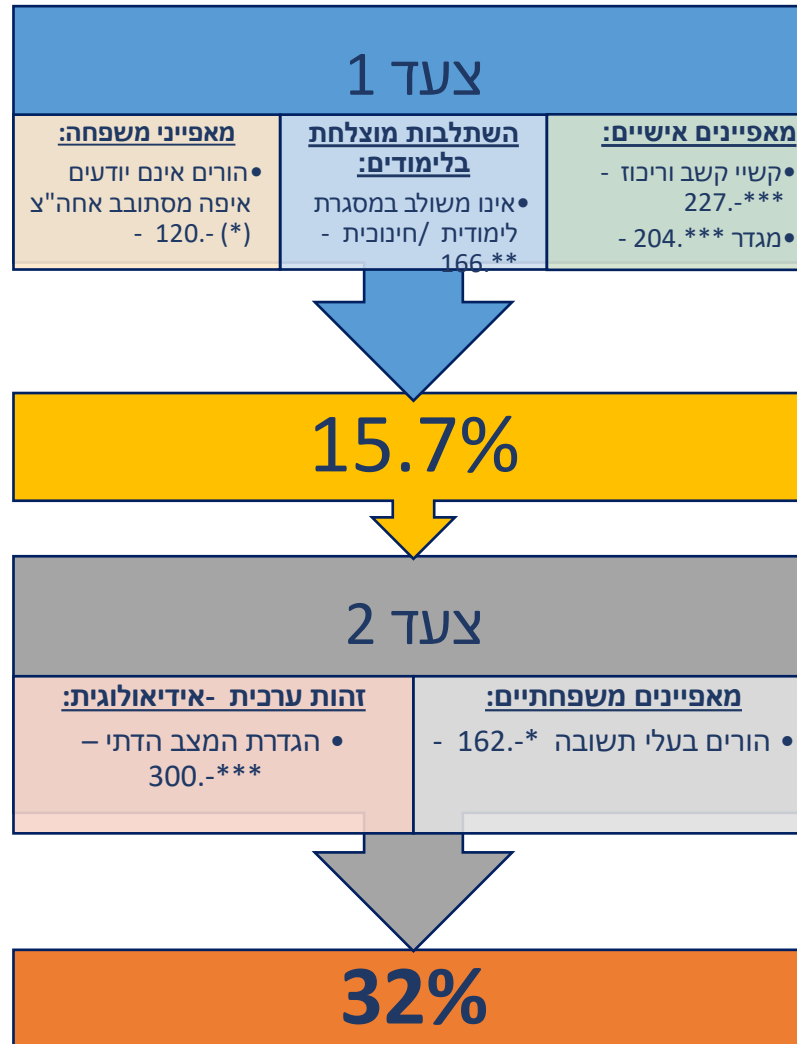 צעד 1
מאפיינים אישיים:
•קשיי קשב וריכוז -
***-.227
•מגדר ***.204 -
השתלבות מוצלחת
בלימודים:
•אינו משולב במסגרת
לימודית /חינוכית -
**.166
מאפייני משפחה:
•הורים אינם יודעים
איפה מסתובב אחה"צ
(*) -.120 -
15.7%
צעד 2
מאפיינים משפחתיים:
• הורים בעלי תשובה *-.162 -
זהות ערכית -אידיאולוגית:
• הגדרת המצב הדתי –
***-.300
32%